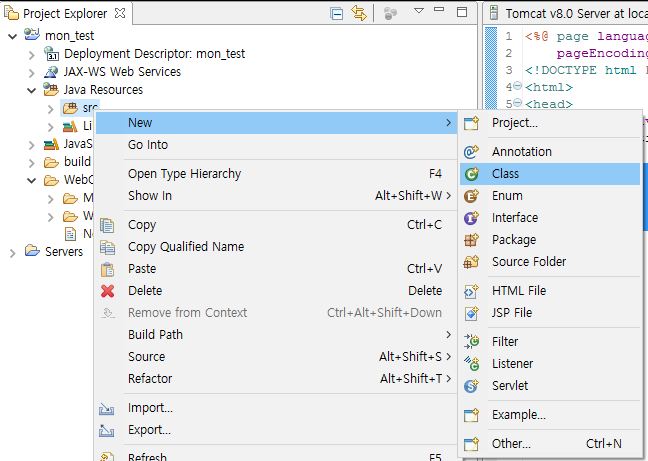 Project Explorer
mon_test
Deployment Descriptor: mon_test
JAX-WS Web Services
Java Resources
src
Li
JavaS
build
WebC
M
W
Servers
New
Go Into
Open Type Hierarchy F4
Show In Alt+Shift+W
Copy Ctrl+C
Copy Qualified Name
Paste Ctrl+V
Delete Delete
Remove from Context Ctrl+Alt+Shift+Down
Build Path
Source Alt+Shift+S
Refactor Alt+Shift+T
Import...
Export...
Refresh F5
Project...
Annotation
Class
Enum
Interface
Package
Source Folder
HTML File
JSP File
Filter
Listener
Servlet
Example...
Other... Ctrl+N
Tomcat v8.0 Server at loca
1 <%@ page langua
2 pageEncodin
3 <!DOCTYPE html
4 <html>
5 <head>